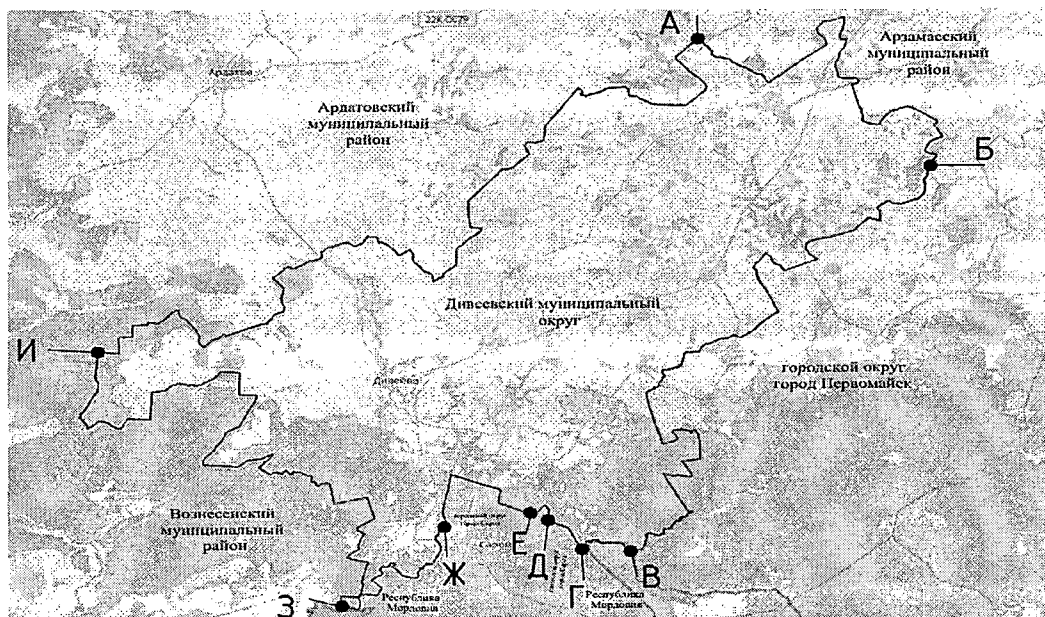 А
Арзамасский
муниципальный
район
Ардатов
Ардатовский
муниципальный
район
Б
Дивеевский муниципальный
округ
И
городской округ
город Первомайск
Дивеево
Вознесенский
муниципальный
район
Е
Д
Ж
Г
В
З
Республика
Мордовия
Республика
Мордовия